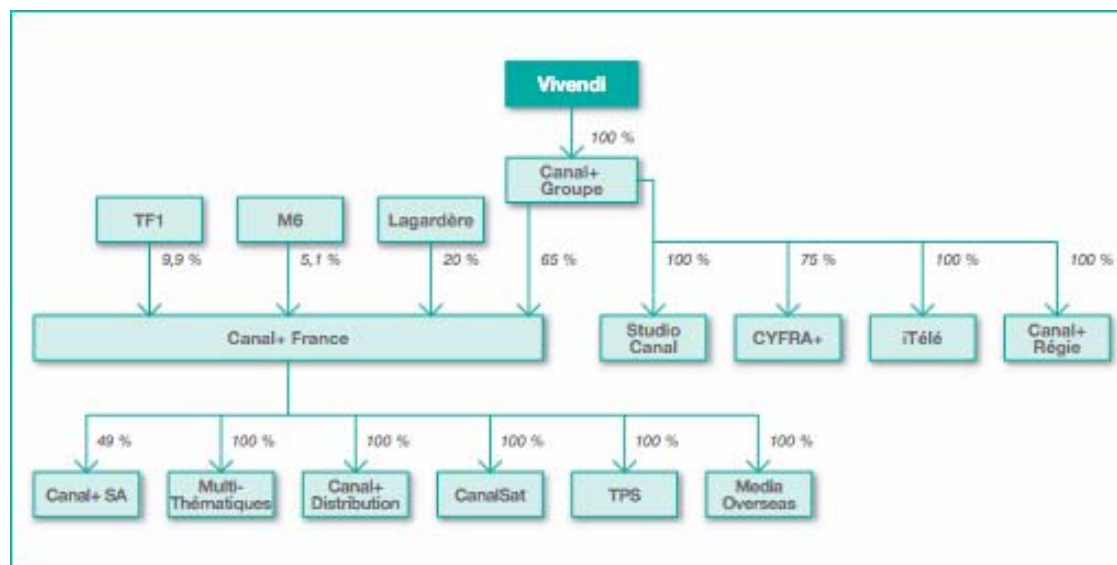 Vivendi
100 %
Canal+
Groupe
TF1
M6
Lagardère
9,9 %
5,1 %
20 %
65 %
100 %
75 %
100 %
100 %
Canal+ France
Studio
Canal
CYFRA+
iTélé
Canal+
Régie
49 %
100 %
100 %
100 %
100 %
100 %
Canal+ SA
Multi-
Thématiques
Canal+
Distribution
CanalSat
TPS
Media
Overseas